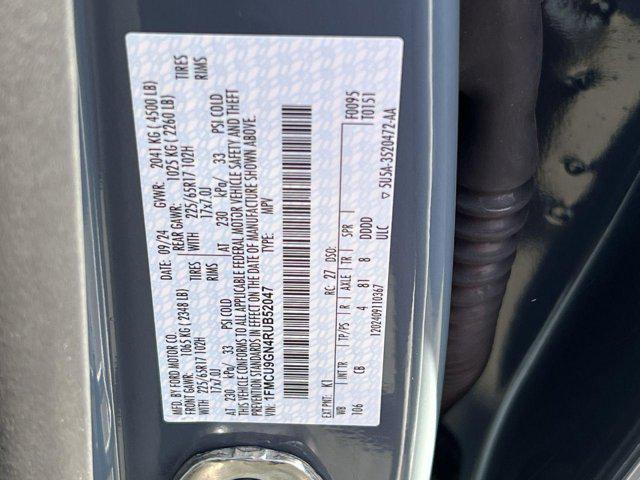 MFD. BY FORD MOTOR CO.
DATE: 09/24 GVWR: 2041 KG ( 4500 LB)
FRONT GAWR: 1065 KG ( 2348 LB) REAR GAWR: 1025 KG ( 2260 LB)
WITH 225/65R17 102H TIRES WITH 225/65R17 102H TIRES
17x7.0J RIMS 17x7.0J RIMS
AT 230 kPa/ 33 PSI COLD AT 230 kPa/ 33 PSI COLD
THIS VEHICLE CONFORMS TO ALL APPLICABLE FEDERAL MOTOR VEHICLE SAFETY AND THEFT
PREVENTION STANDARDS IN EFFECT ON THE DATE OF MANUFACTURE SHOWN ABOVE.
VIN: 1FMCU9GN4RUB52047 TYPE: MPV
EXT PNT: K1 RC: 27 DSO: F0095
WB INT TR TP/PS R AXLE TR SPR T0151
106 CB 4 81 8 DDDD
ULC
1202409110367 ▽ 5U5A-3520472-AA